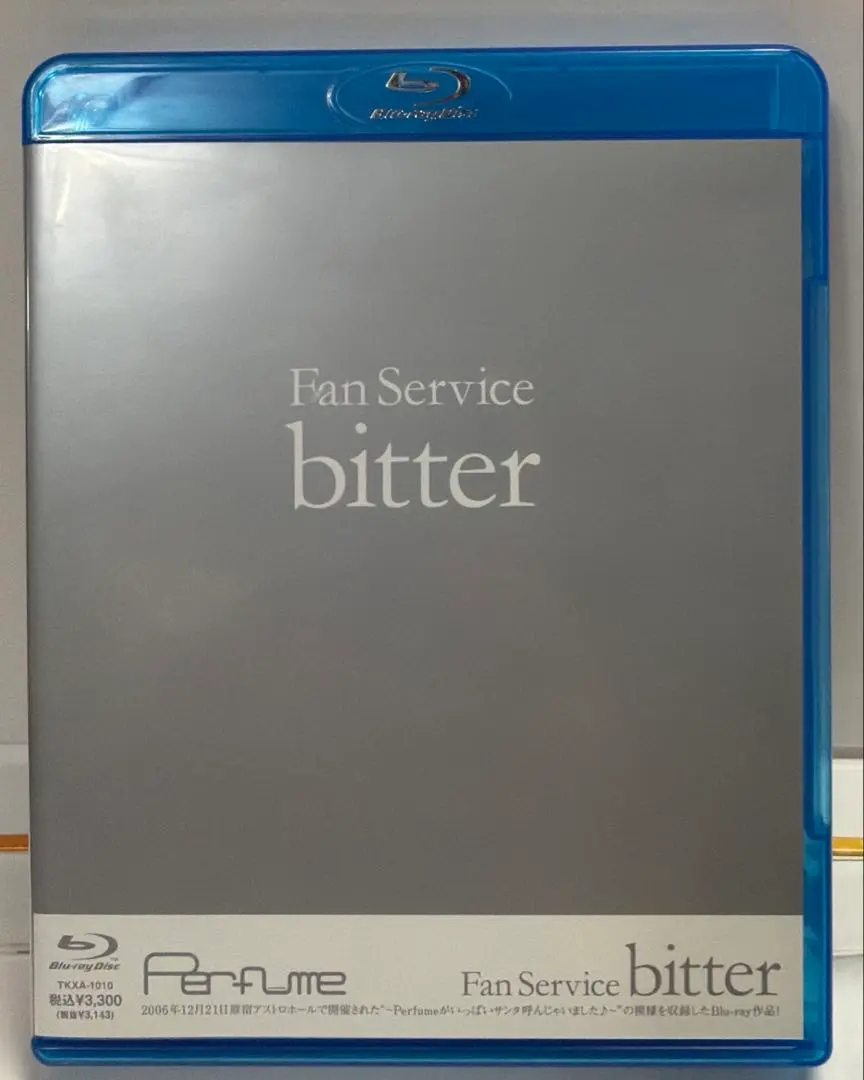 Blu-ray Disc
Fan Service
bitter
Blu-ray Disc™
TKXA-1010
税込¥3,300
(税抜¥3,143)
Perfume
Fan Service bitter
2006年12月21日原宿アストロホールで開催された"~Perfumeがいっぱいサンタ呼んじゃいました♪~"の模様を収録したBlu-ray作品!